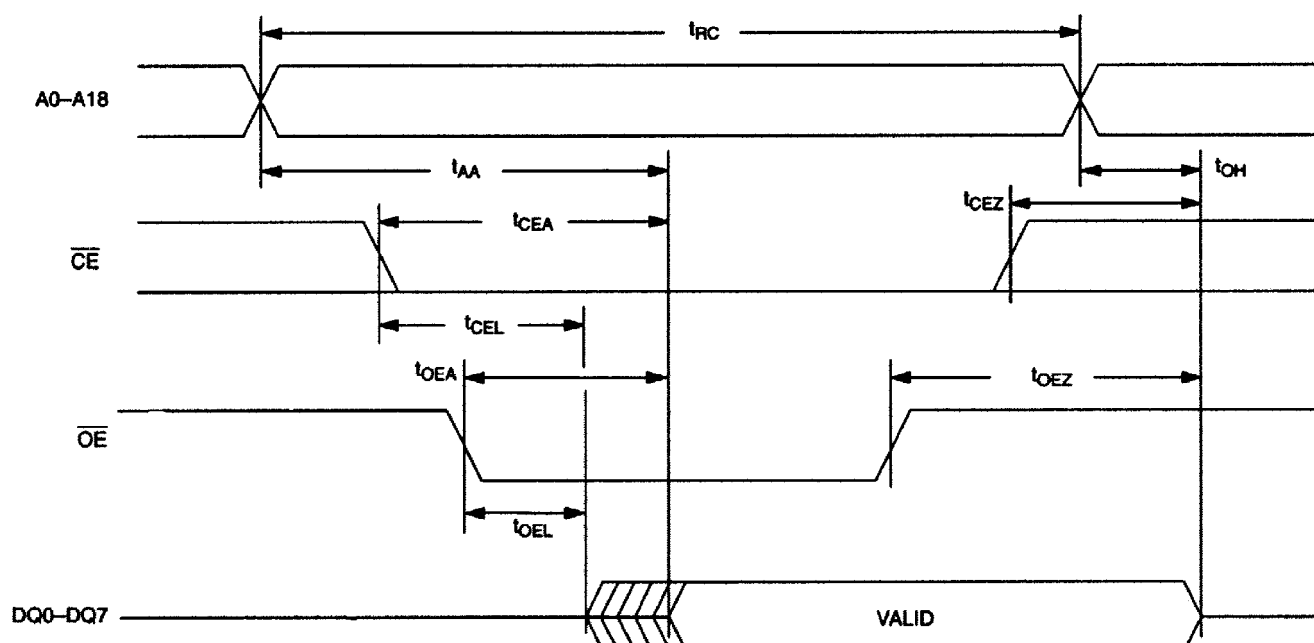 tRC
A0–A18
tAA
tOH
tCEA
tCEZ
CE
tCEL
tOEA
tOEZ
OE
tOEL
DQ0–DQ7
VALID